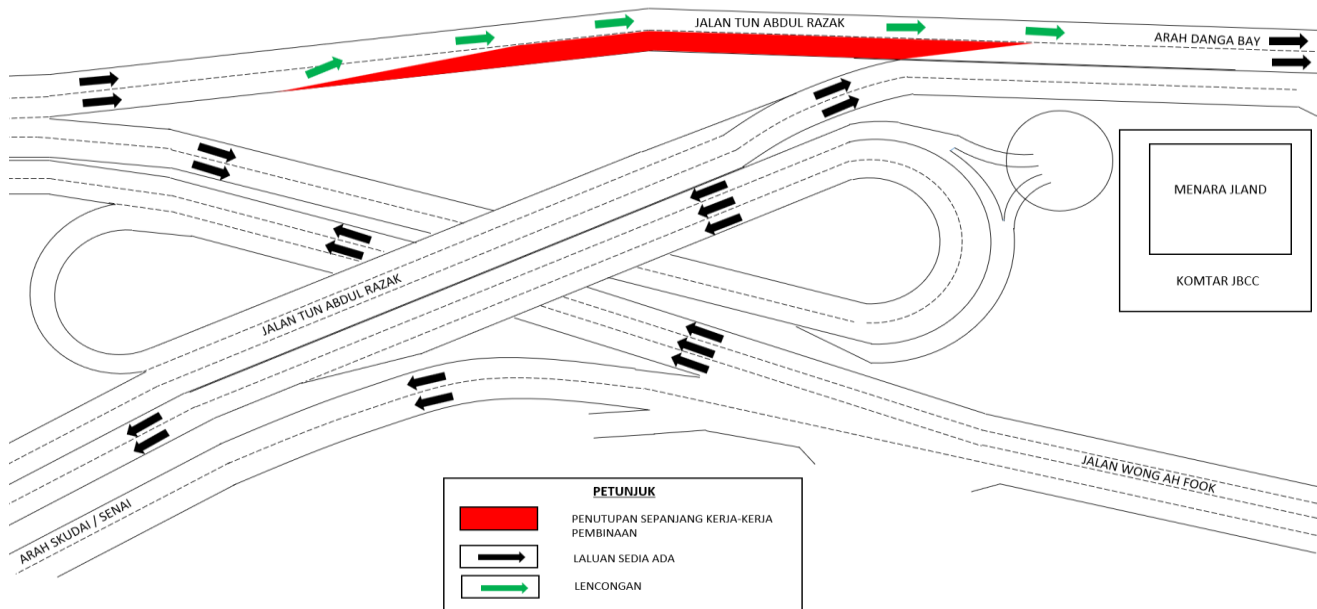 JALAN TUN ABDUL RAZAK
ARAH DANGA BAY
MENARA JLAND
KOMTAR JBCC
JALAN TUN ABDUL RAZAK
JALAN WONG AH FOOK
ARAH SKUDAI / SENAI
PETUNJUK
PENUTUPAN SEPANJANG KERJA-KERJA
PEMBINAAN
LALUAN SEDIA ADA
LENCONGAN